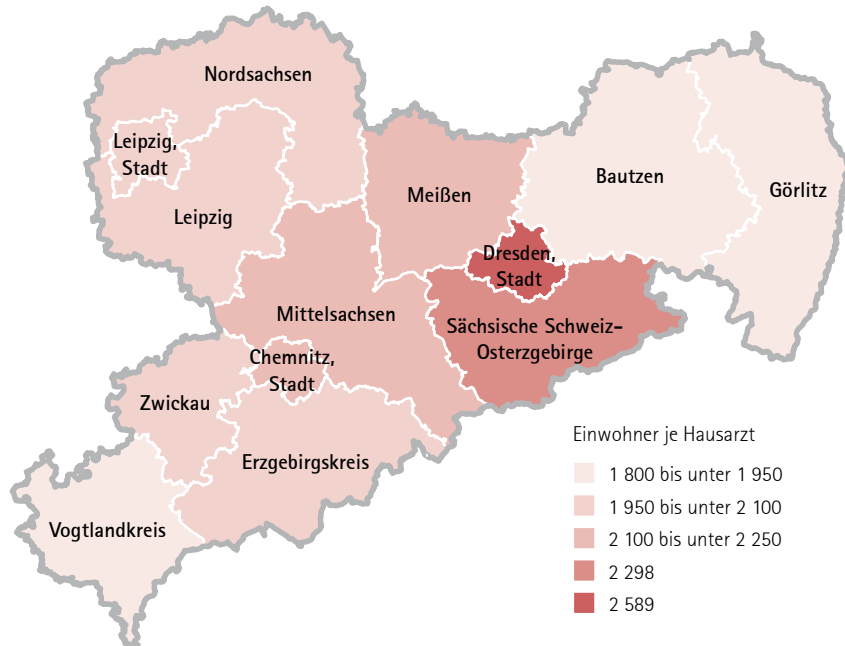 Nordsachsen
Leipzig,
Stadt
Leipzig
Meißen
Bautzen
Görlitz
Dresden,
Stadt
Mittelsachsen
Sächsische Schweiz-
Osterzgebirge
Chemnitz,
Stadt
Zwickau
Erzgebirgskreis
Vogtlandkreis
Einwohner je Hausarzt
1 800 bis unter 1 950
1 950 bis unter 2 100
2 100 bis unter 2 250
2 298
2 589